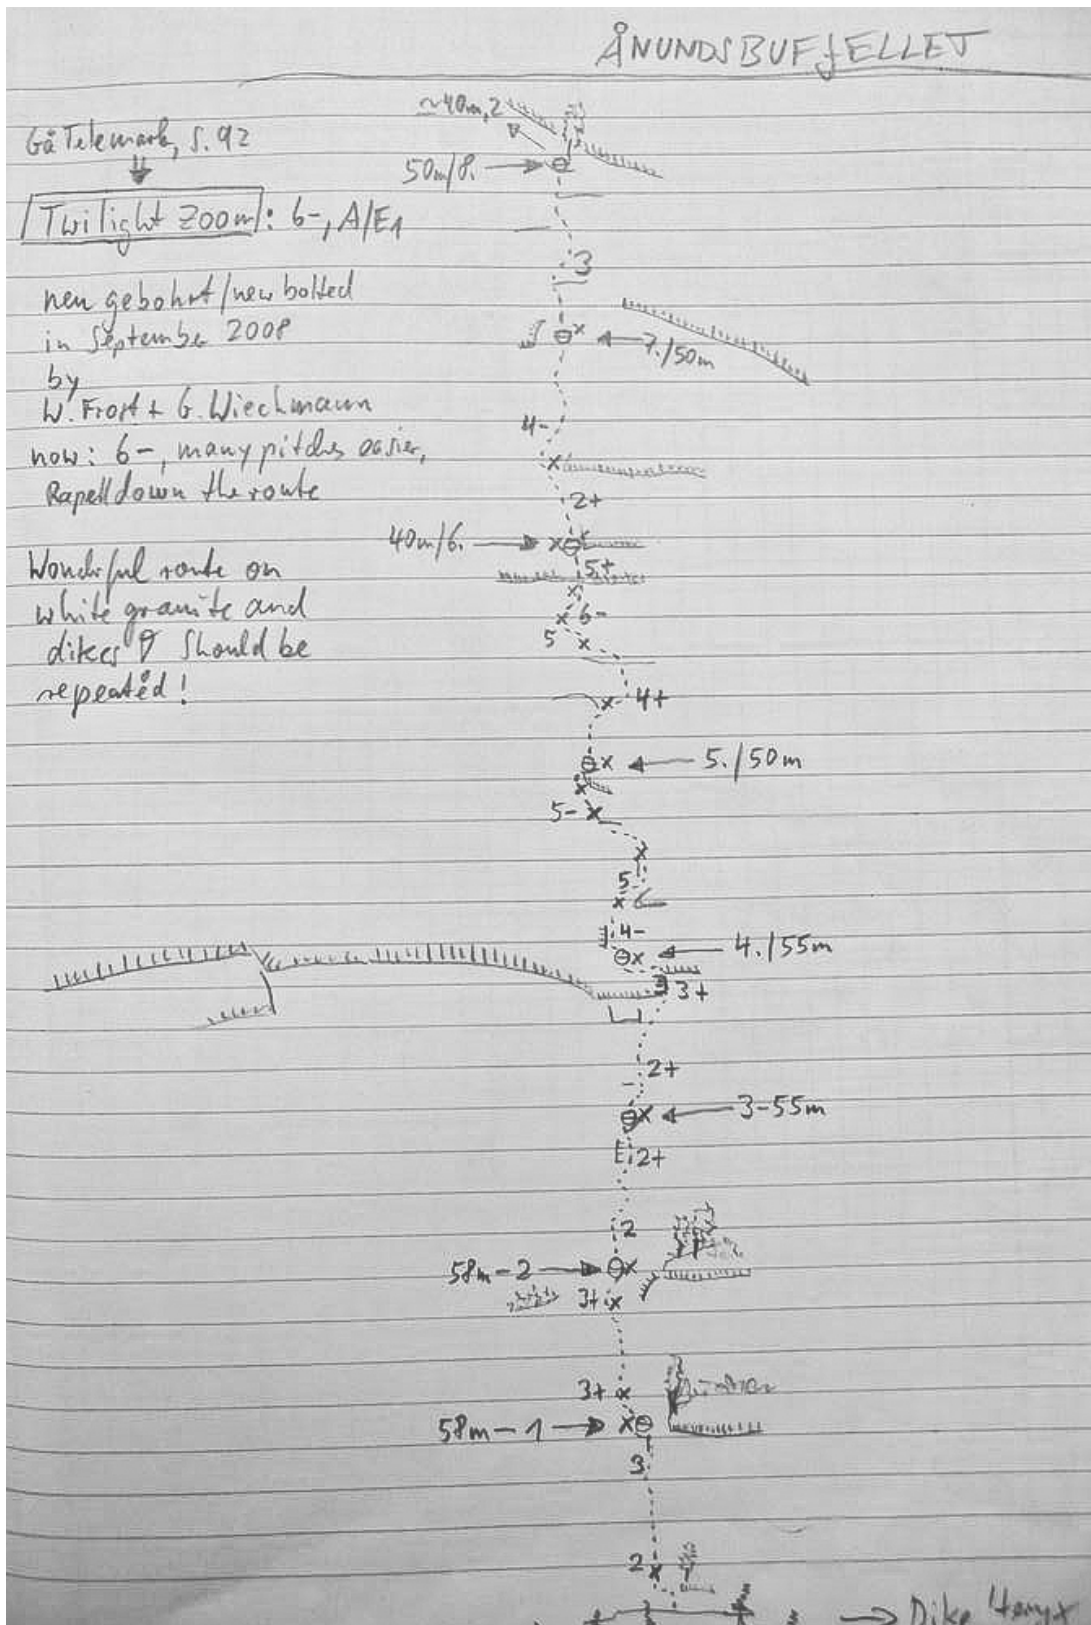 ÅNUNDSBUFJELLET
Gå Telemark, S. 92
Twilight Zoom: 6-, A/E1
neu gebohrt/new bolted
in September 2008
by
W. Frost + G. Wiechmann
now: 6-, many pitches easier,
Rapell down the route
Wonderful route on
white granite and
dikes Should be
repeated!
~40m, 2
50m/8.
3
7./50m
4-
2+
40m/6.
5+
6-
5
4+
5./50m
5-
5
4-
4./55m
3+
2+
3-55m
2+
2
58m-2
3+
3+
58m-1
3
2
Dike